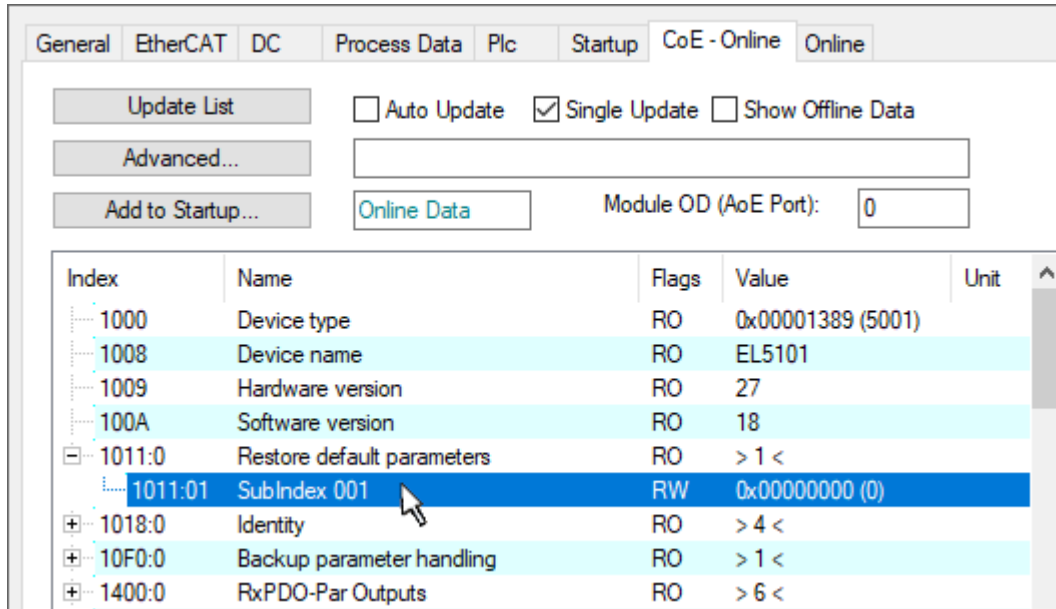 General EtherCAT DC Process Data Plc Startup CoE - Online Online
Update List Auto Update Single Update Show Offline Data
Advanced...
Add to Startup... Online Data Module OD (AoE Port): 0
Index Name Flags Value Unit
1000 Device type RO 0x00001389 (5001)
1008 Device name RO EL5101
1009 Hardware version RO 27
100A Software version RO 18
1011:0 Restore default parameters RO > 1 <
1011:01 SubIndex 001 RW 0x00000000 (0)
1018:0 Identity RO > 4 <
10F0:0 Backup parameter handling RO > 1 <
1400:0 RxPDO-Par Outputs RO > 6 <